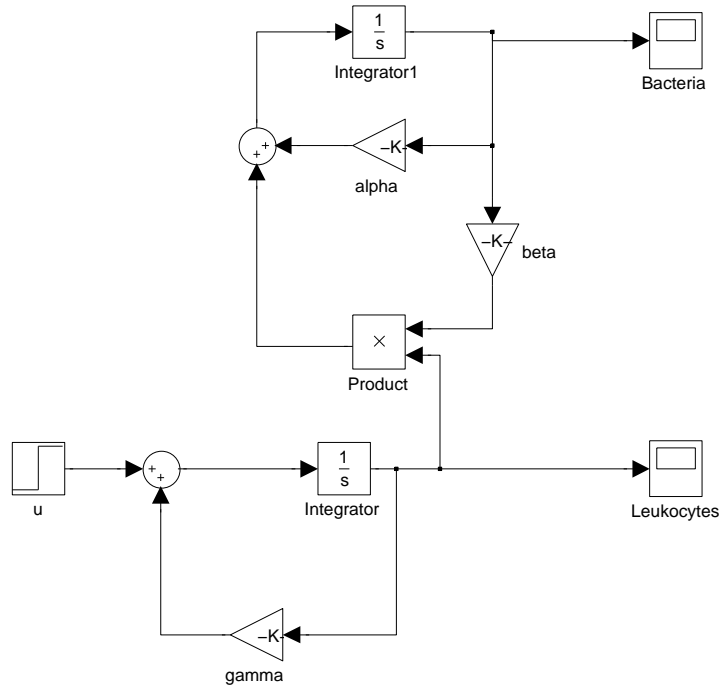 1
s
Integrator1
Bacteria
+
+
–K–
alpha
–K–
beta
×
Product
u
+
+
1
s
Integrator
Leukocytes
–K–
gamma